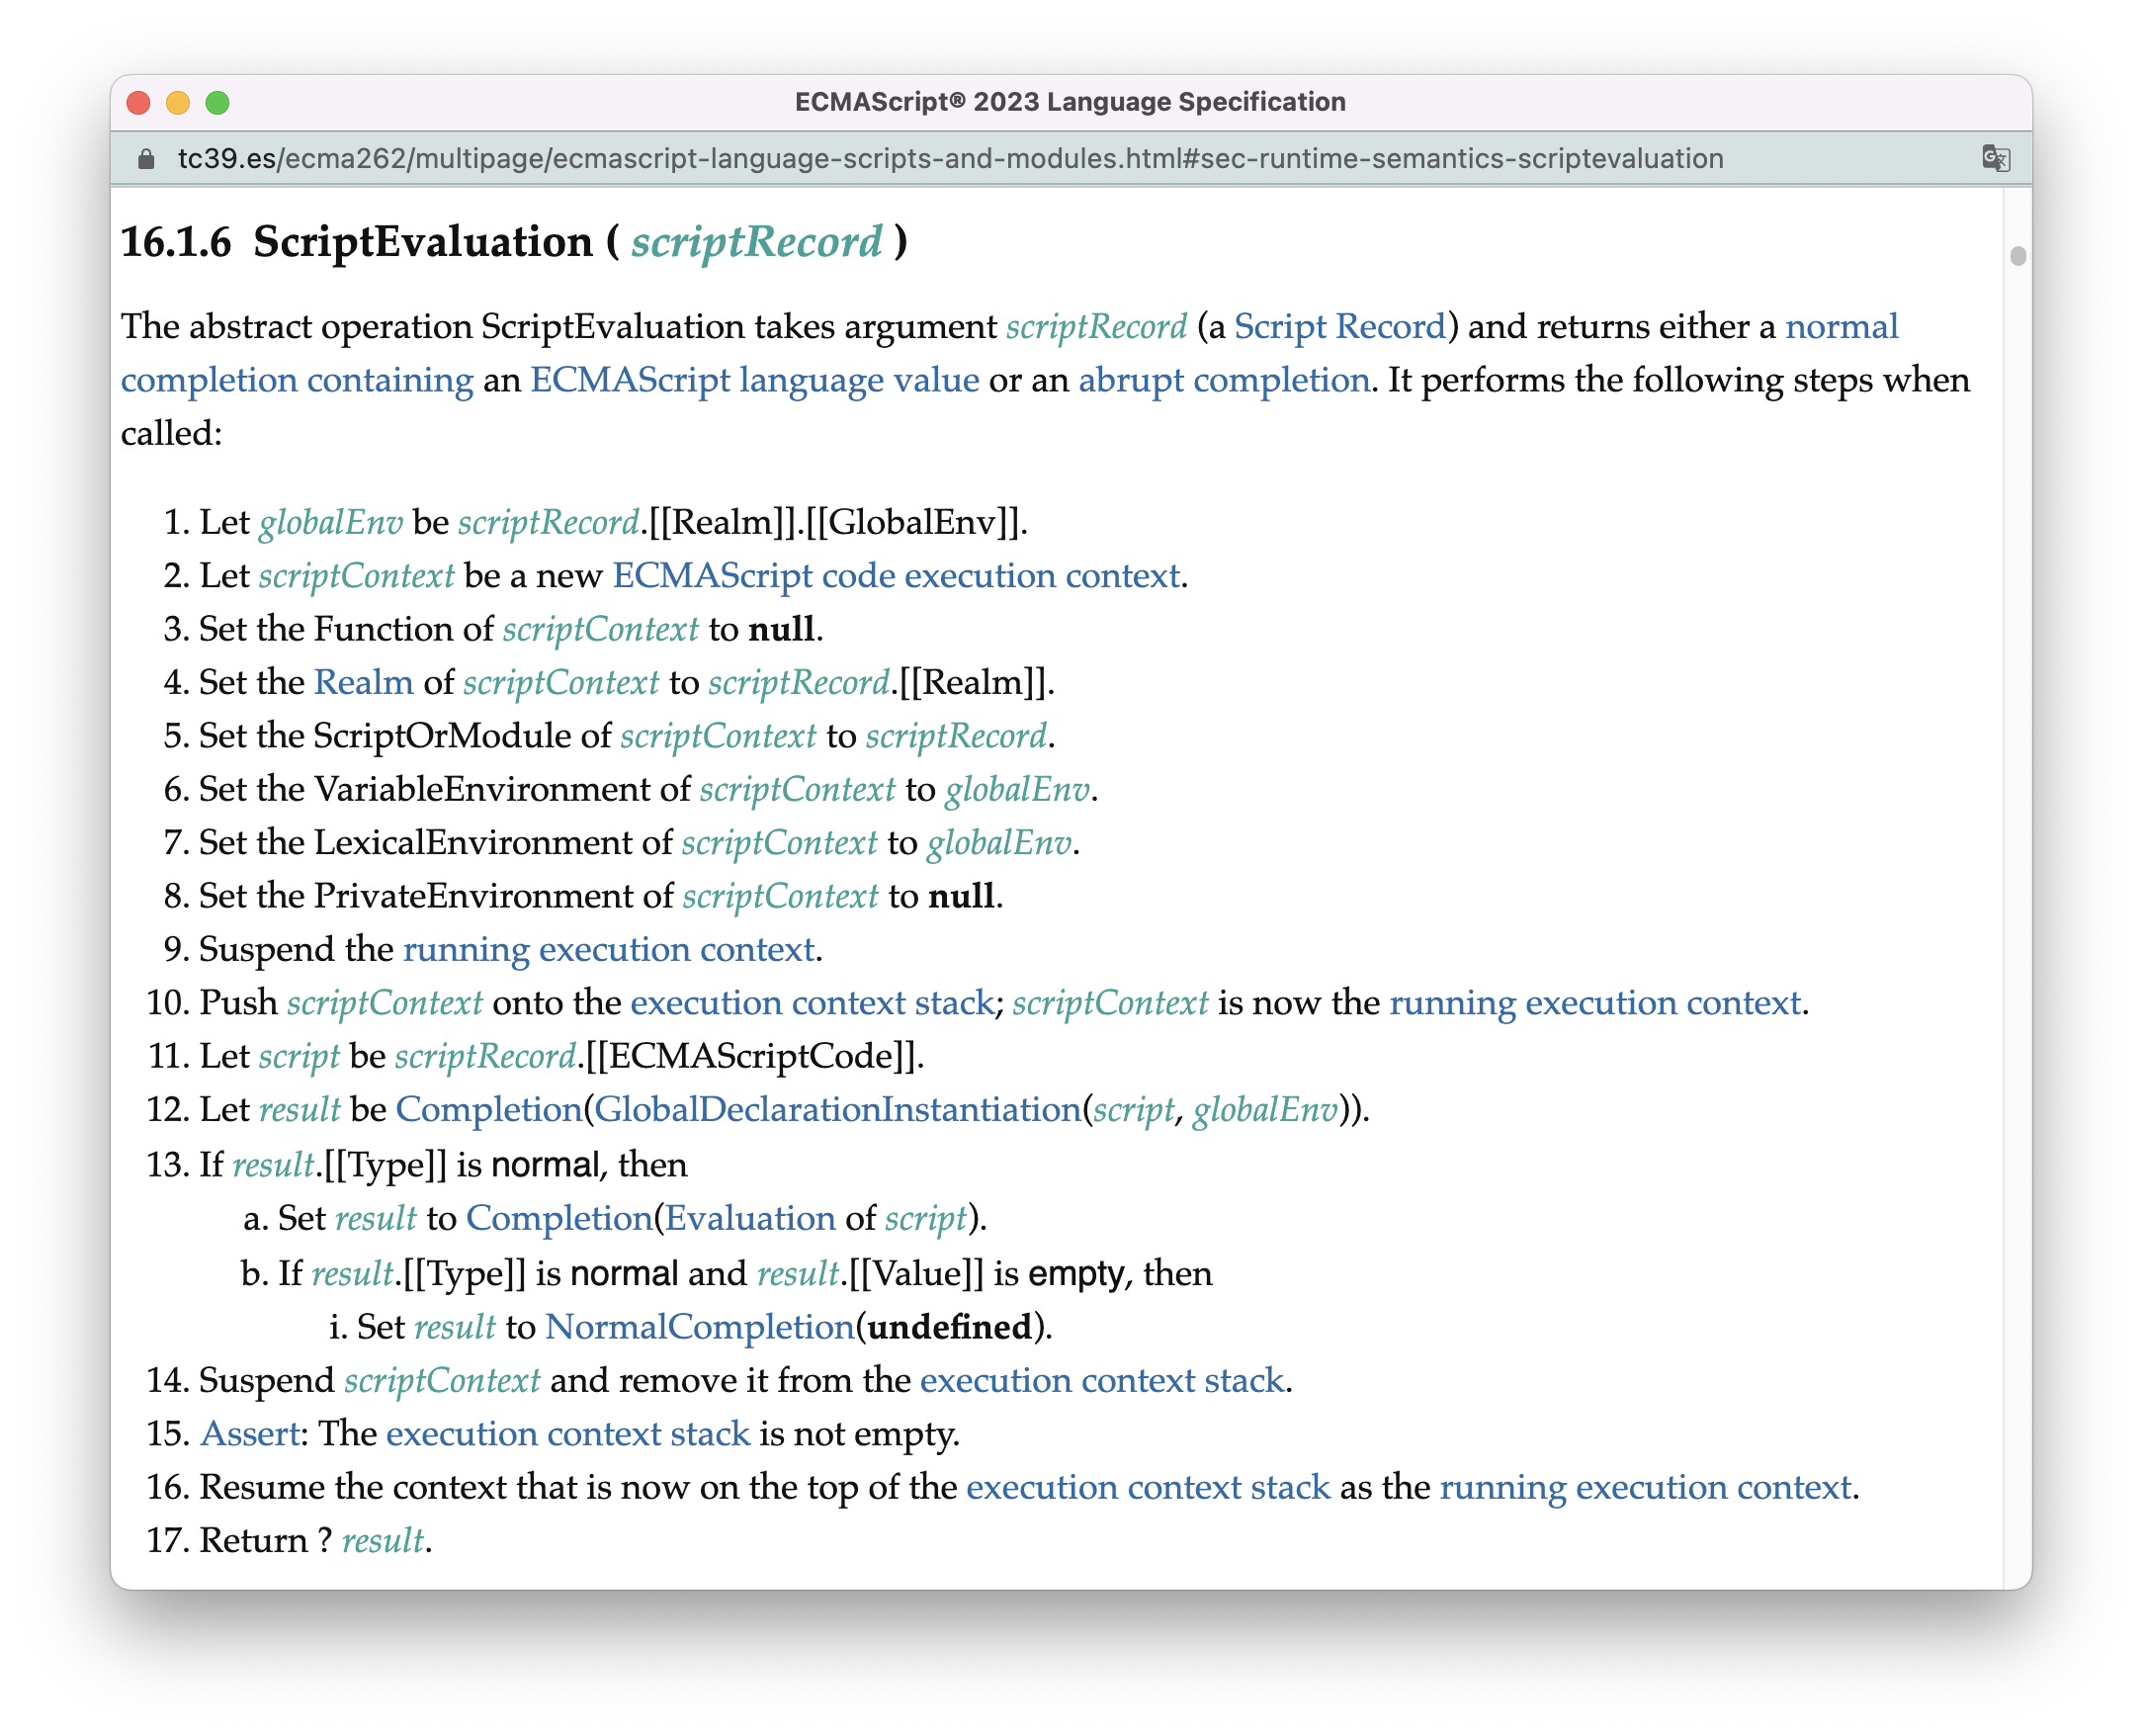 ECMAScript® 2023 Language Specification
tc39.es/ecma262/multipage/ecmascript-language-scripts-and-modules.html#sec-runtime-semantics-scriptevaluation
16.1.6 ScriptEvaluation ( scriptRecord )
The abstract operation ScriptEvaluation takes argument scriptRecord (a Script Record) and returns either a normal
completion containing an ECMAScript language value or an abrupt completion. It performs the following steps when
called:
1. Let globalEnv be scriptRecord.[[Realm]].[[GlobalEnv]].
2. Let scriptContext be a new ECMAScript code execution context.
3. Set the Function of scriptContext to null.
4. Set the Realm of scriptContext to scriptRecord.[[Realm]].
5. Set the ScriptOrModule of scriptContext to scriptRecord.
6. Set the VariableEnvironment of scriptContext to globalEnv.
7. Set the LexicalEnvironment of scriptContext to globalEnv.
8. Set the PrivateEnvironment of scriptContext to null.
9. Suspend the running execution context.
10. Push scriptContext onto the execution context stack; scriptContext is now the running execution context.
11. Let script be scriptRecord.[[ECMAScriptCode]].
12. Let result be Completion(GlobalDeclarationInstantiation(script, globalEnv)).
13. If result.[[Type]] is normal, then
a. Set result to Completion(Evaluation of script).
b. If result.[[Type]] is normal and result.[[Value]] is empty, then
i. Set result to NormalCompletion(undefined).
14. Suspend scriptContext and remove it from the execution context stack.
15. Assert: The execution context stack is not empty.
16. Resume the context that is now on the top of the execution context stack as the running execution context.
17. Return ? result.